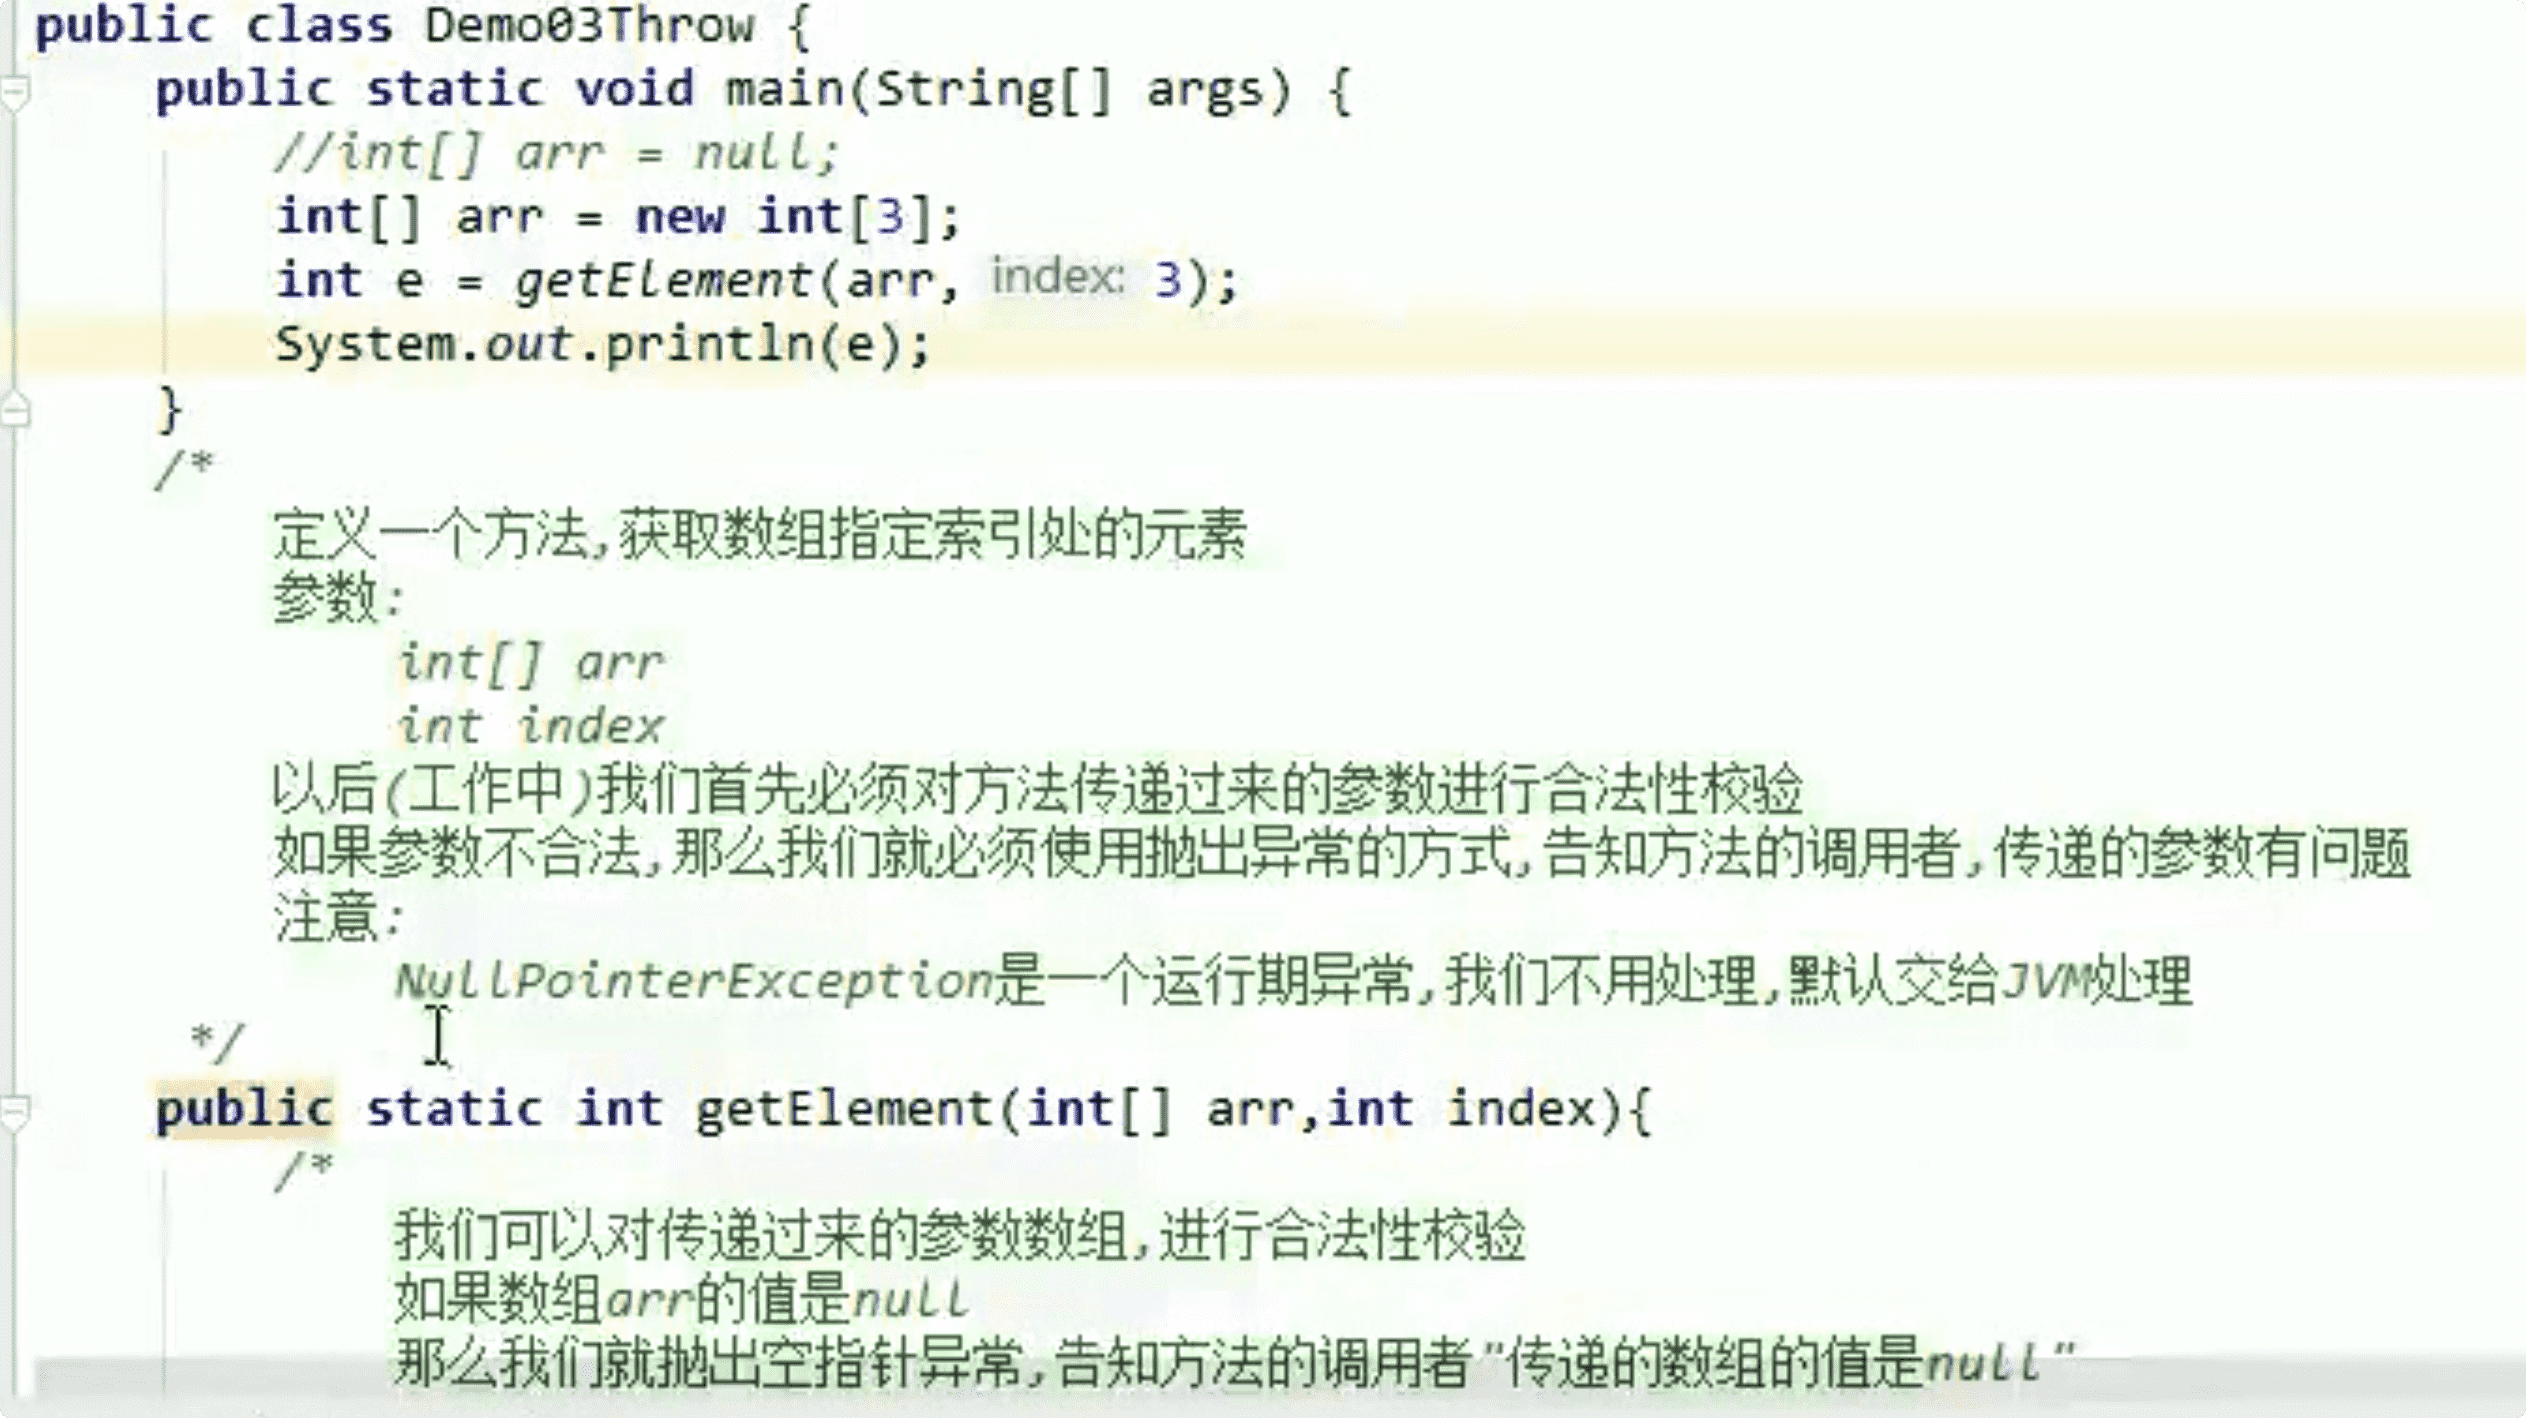 public class Demo03Throw {
public static void main(String[] args) {
//int[] arr = null;
int[] arr = new int[3];
int e = getElement(arr, index: 3);
System.out.println(e);
}
/*
定义一个方法,获取数组指定索引处的元素
参数:
int[] arr
int index
以后(工作中)我们首先必须对方法传递过来的参数进行合法性校验
如果参数不合法,那么我们就必须使用抛出异常的方式,告知方法的调用者,传递的参数有问题
注意:
NullPointerException是一个运行期异常,我们不用处理,默认交给JVM处理
*/
public static int getElement(int[] arr,int index){
/*
我们可以对传递过来的参数数组,进行合法性校验
如果数组arr的值是null
那么我们就抛出空指针异常,告知方法的调用者"传递的数组的值是null"